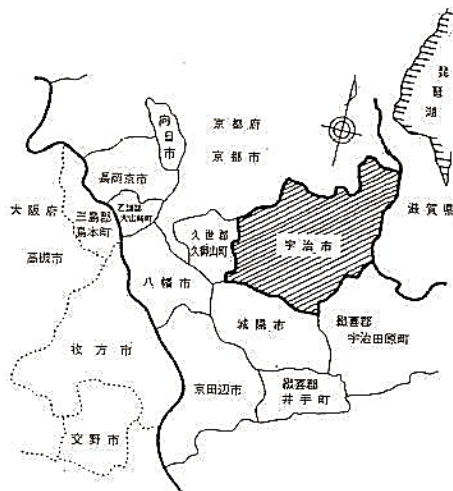 琵琶湖
向日市
京都府
京都市
長岡京市
大阪府
三島郡
島本町
乙訓郡
大山崎町
滋賀県
久世郡
久御山町
宇治市
高槻市
八幡市
城陽市
綴喜郡
宇治田原町
枚方市
京田辺市
綴喜郡
井手町
交野市